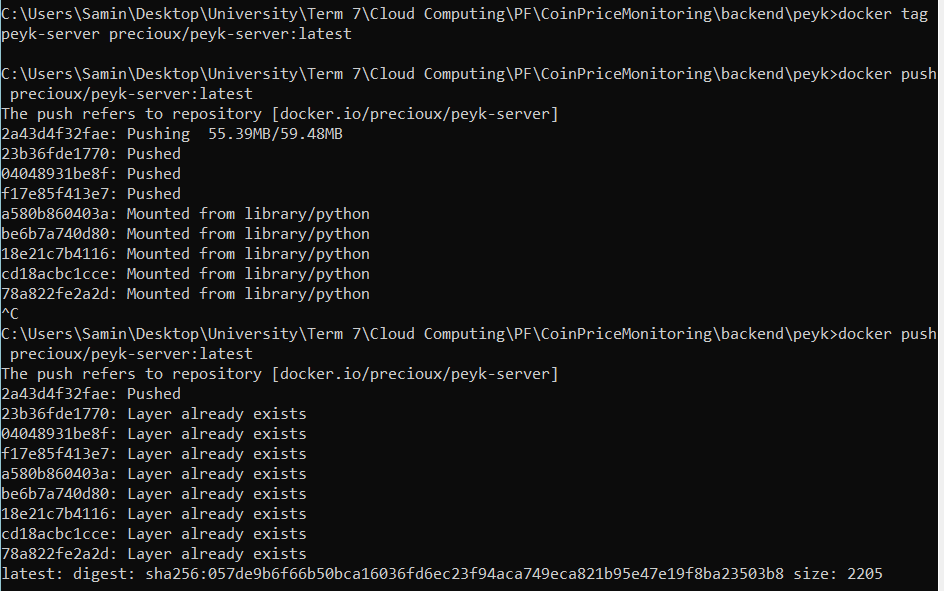 C:\Users\Samin\Desktop\University\Term 7\Cloud Computing\PF\CoinPriceMonitoring\backend\peyk>docker tag
peyk-server precioux/peyk-server:latest
C:\Users\Samin\Desktop\University\Term 7\Cloud Computing\PF\CoinPriceMonitoring\backend\peyk>docker push
precioux/peyk-server:latest
The push refers to repository [docker.io/precioux/peyk-server]
2a43d4f32fae: Pushing  55.39MB/59.48MB
23b36fde1770: Pushed
04048931be8f: Pushed
f17e85f413e7: Pushed
a580b860403a: Mounted from library/python
be6b7a740d80: Mounted from library/python
18e21c7b4116: Mounted from library/python
cd18acbc1cce: Mounted from library/python
78a822fe2a2d: Mounted from library/python
^C
C:\Users\Samin\Desktop\University\Term 7\Cloud Computing\PF\CoinPriceMonitoring\backend\peyk>docker push
precioux/peyk-server:latest
The push refers to repository [docker.io/precioux/peyk-server]
2a43d4f32fae: Pushed
23b36fde1770: Layer already exists
04048931be8f: Layer already exists
f17e85f413e7: Layer already exists
a580b860403a: Layer already exists
be6b7a740d80: Layer already exists
18e21c7b4116: Layer already exists
cd18acbc1cce: Layer already exists
78a822fe2a2d: Layer already exists
latest: digest: sha256:057de9b6f66b50bca16036fd6ec23f94aca749eca821b95e47e19f8ba23503b8 size: 2205